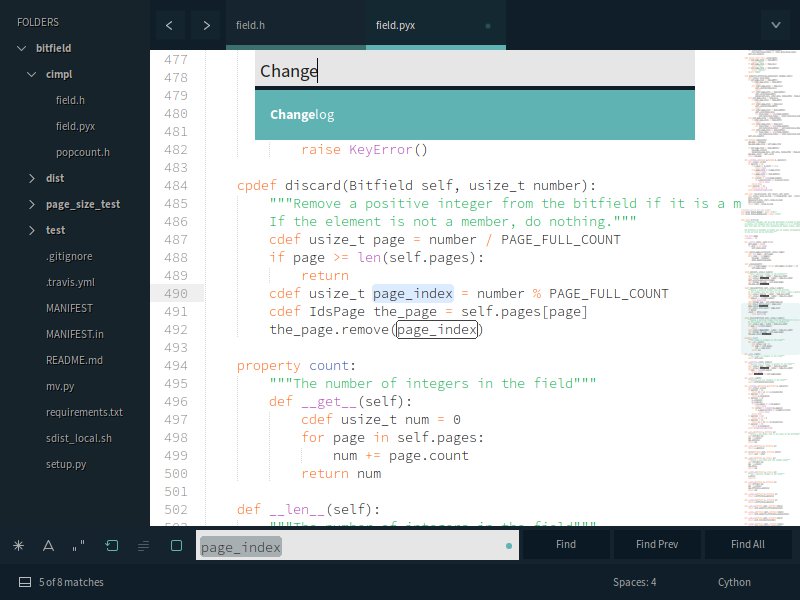 FOLDERS
bitfield
cimpl
field.h
field.pyx
popcount.h
dist
page_size_test
test
.gitignore
.travis.yml
MANIFEST
MANIFEST.in
README.md
mv.py
requirements.txt
sdist_local.sh
setup.py
field.h
field.pyx
Change
Changelog
477
478
479
480
481
482 raise KeyError()
483
484 cpdef discard(Bitfield self, usize_t number):
485 """Remove a positive integer from the bitfield if it is a m
486 If the element is not a member, do nothing."""
487 cdef usize_t page = number / PAGE_FULL_COUNT
488 if page >= len(self.pages):
489 return
490 cdef usize_t page_index = number % PAGE_FULL_COUNT
491 cdef IdsPage the_page = self.pages[page]
492 the_page.remove(page_index)
493
494 property count:
495 """The number of integers in the field"""
496 def __get__(self):
497 cdef usize_t num = 0
498 for page in self.pages:
499 num += page.count
500 return num
501
502 def __len__(self):
503 """The number of integers in the field"""
page_index
Find
Find Prev
Find All
5 of 8 matches
Spaces: 4
Cython